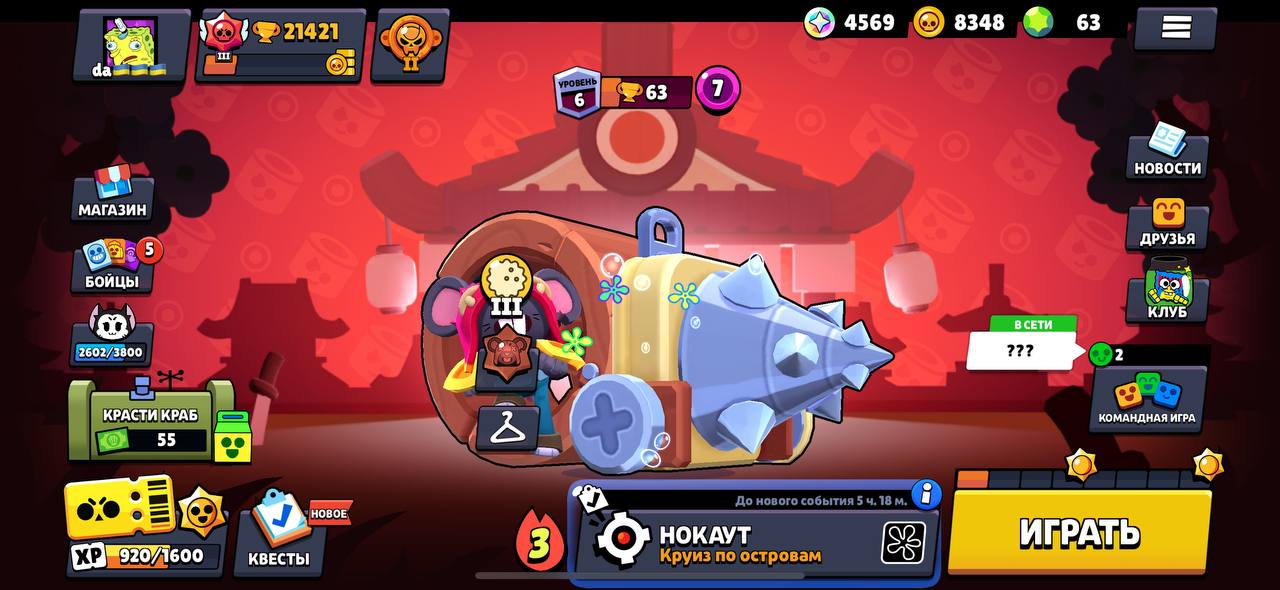 da
III
21421
II
4569
8348
63
УРОВЕНЬ
6
63
7
МАГАЗИН
БОЙЦЫ
5
2602/3800
КРАСТИ КРАБ
55
XP
920/1600
КВЕСТЫ
НОВОЕ
III
НОВОСТИ
ДРУЗЬЯ
КЛУБ
В СЕТИ
???
2
КОМАНДНАЯ ИГРА
3
До нового события 5 ч. 18 м.
i
НОКАУТ
Круиз по островам
ИГРАТЬ